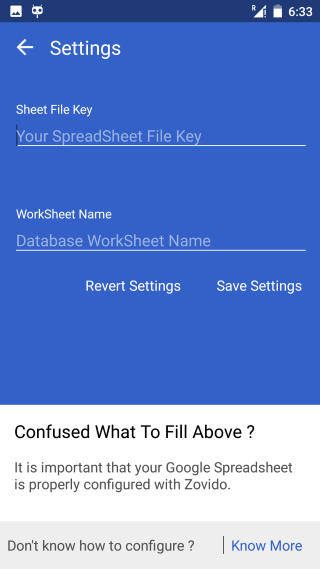 R 6:33
Settings
Sheet File Key
Your SpreadSheet File Key
WorkSheet Name
Database WorkSheet Name
Revert Settings Save Settings
Confused What To Fill Above ?
It is important that your Google Spreadsheet
is properly configured with Zovido.
Don't know how to configure ? Know More